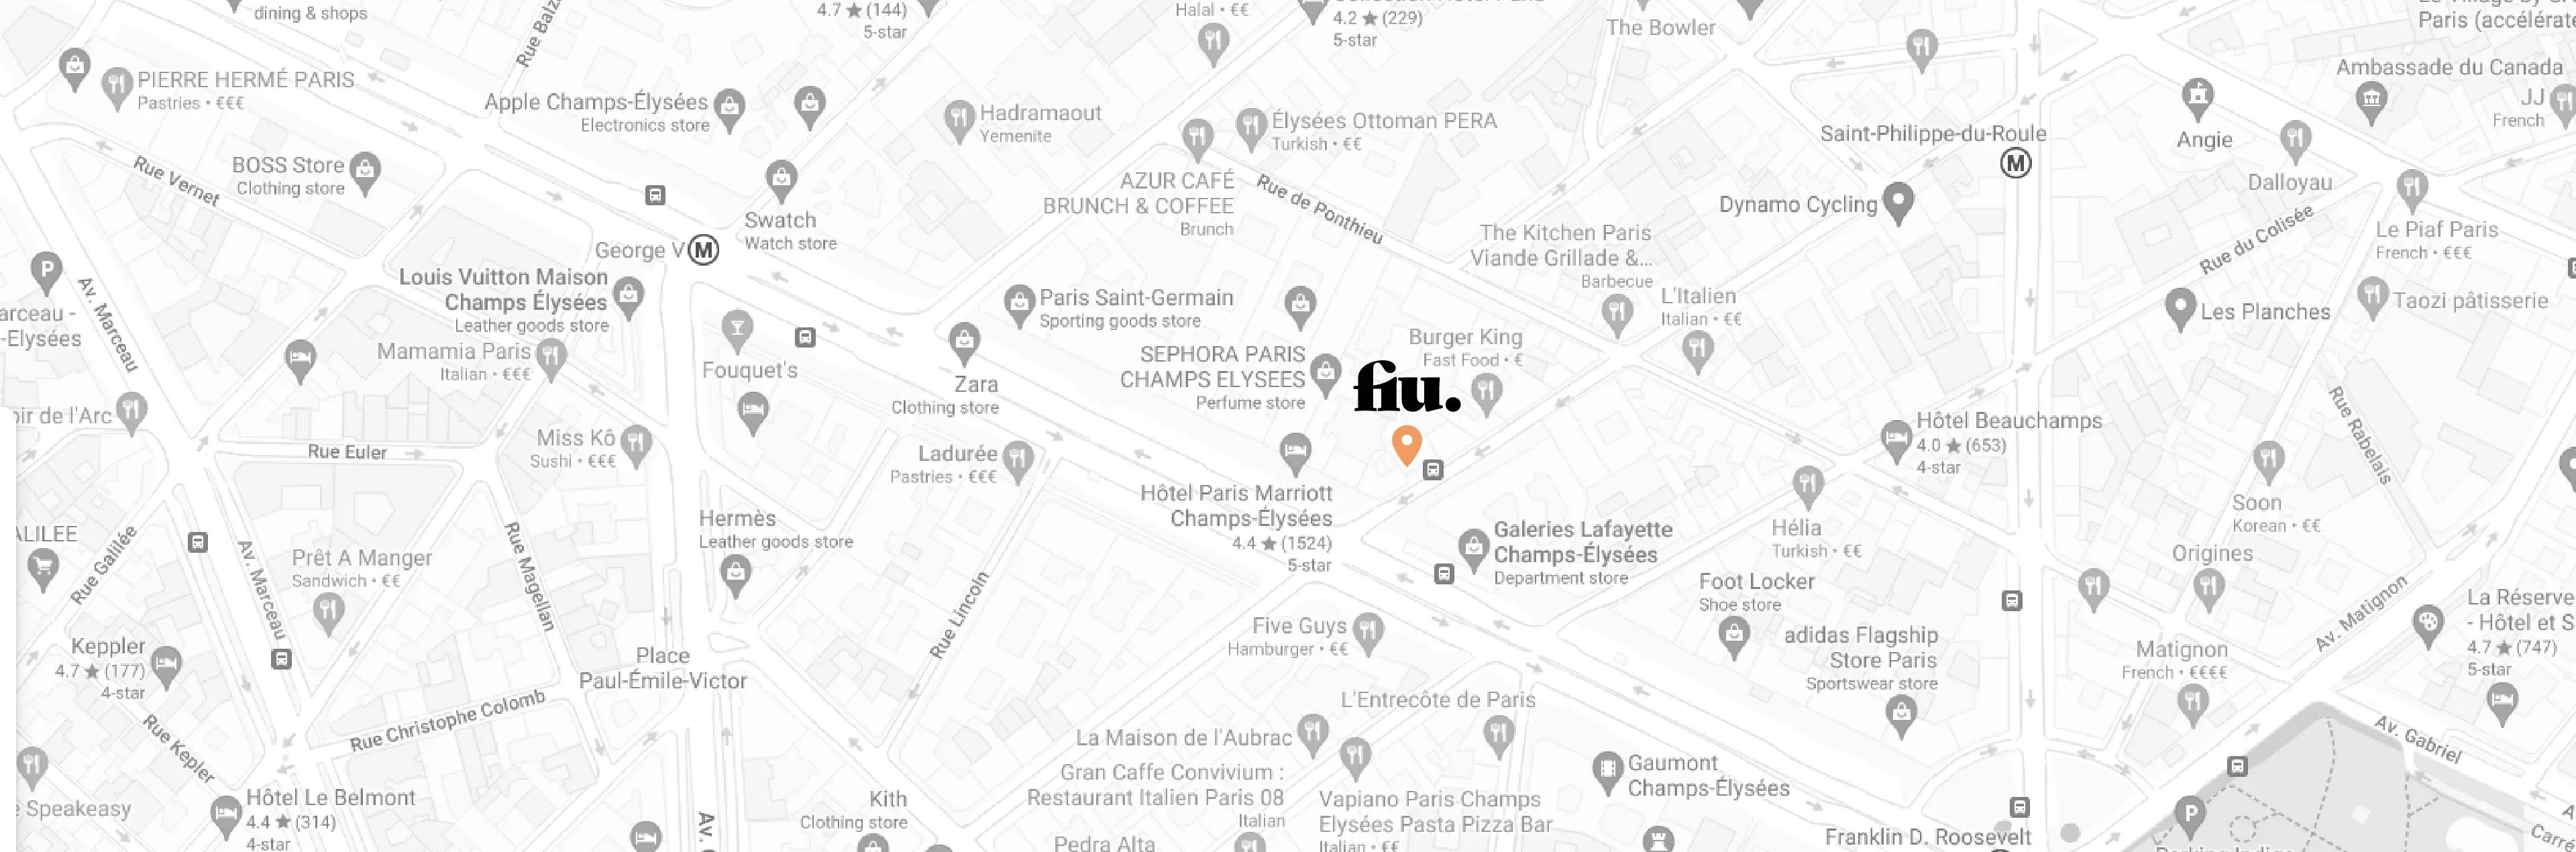 dining & shops
Rue Balz
4.7 ★ (144)
5-star
Halal • €€
4.2 ★ (229)
5-star
The Bowler
Paris (accélérate
PIERRE HERMÉ PARIS
Pastries • €€€
Apple Champs-Élysées
Electronics store
Hadramaout
Yemenite
Élysées Ottoman PERA
Turkish • €€
Saint-Philippe-du-Roule
M
Angie
Ambassade du Canada
JJ
French
Dalloyau
BOSS Store
Clothing store
Rue Vernet
Swatch
Watch store
George V
M
AZUR CAFÉ
BRUNCH & COFFEE
Brunch
Rue de Ponthieu
Dynamo Cycling
The Kitchen Paris
Viande Grillade &...
Barbecue
Rue du Colisée
Le Piaf Paris
French • €€€
P
Av. Marceau
arceau -
-Elysées
Louis Vuitton Maison
Champs Élysées
Leather goods store
Mamamia Paris
Italian • €€€
Fouquet's
Paris Saint-Germain
Sporting goods store
Zara
Clothing store
SEPHORA PARIS
CHAMPS ELYSEES
Perfume store
Burger King
Fast Food • €
fiu.
L'Italien
Italian • €€
Les Planches
Taozi pâtisserie
oir de l'Arc
Rue Euler
Miss Kô
Sushi • €€€
Ladurée
Pastries • €€€
Hôtel Paris Marriott
Champs-Élysées
4.4 ★ (1524)
5-star
Hôtel Beauchamps
4.0 ★ (653)
4-star
Rue Rabelais
Soon
Korean • €€
ALILEE
Rue Galilée
Av. Marceau
Prêt A Manger
Sandwich • €€
Rue Magellan
Hermès
Leather goods store
Rue Lincoln
Galeries Lafayette
Champs-Élysées
Department store
Hélia
Turkish • €€
Foot Locker
Shoe store
Origines
Av. Matignon
La Réserve
- Hôtel et S
4.7 ★ (747)
5-star
Keppler
4.7 ★ (177)
4-star
Place
Paul-Émile-Victor
Five Guys
Hamburger • €€
adidas Flagship
Store Paris
Sportswear store
Matignon
French • €€€€
Rue Christophe Colomb
Rue Kepler
L'Entrecôte de Paris
La Maison de l'Aubrac
Gran Caffe Convivium :
Restaurant Italien Paris 08
Italian
Vapiano Paris Champs
Elysées Pasta Pizza Bar
Italian • €€
Gaumont
Champs-Élysées
Av. Gabriel
Speakeasy
Hôtel Le Belmont
4.4 ★ (314)
4-star
Av.
Kith
Clothing store
Pedra Alta
Franklin D. Roosevelt
P
Carré